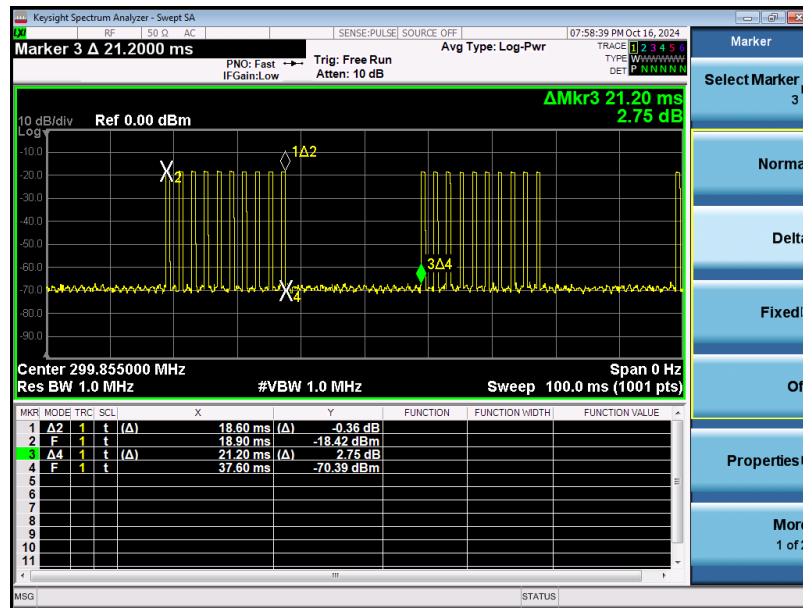 Keysight Spectrum Analyzer - Swept SA
LXI RF 50 Ω AC SENSE:PULSE SOURCE OFF 07:58:39 PM Oct 16, 2024
Marker 3 Δ 21.2000 ms
PNO: Fast
IFGain:Low
Trig: Free Run
Atten: 10 dB
Avg Type: Log-Pwr
TRACE 1 2 3 4 5 6
TYPE WWWWWW
DET P N N N N N
ΔMkr3 21.20 ms
2.75 dB
10 dB/div Ref 0.00 dBm
Log
-10.0
-20.0
-30.0
-40.0
-50.0
-60.0
-70.0
-80.0
-90.0
2
1Δ2
3Δ4
4
Center 299.855000 MHz Span 0 Hz
Res BW 1.0 MHz #VBW 1.0 MHz Sweep 100.0 ms (1001 pts)
MKR MODE TRC SCL X Y FUNCTION FUNCTION WIDTH FUNCTION VALUE
1 Δ2 1 t (Δ) 18.60 ms (Δ) -0.36 dB
2 F 1 t 18.90 ms -18.42 dBm
3 Δ4 1 t (Δ) 21.20 ms (Δ) 2.75 dB
4 F 1 t 37.60 ms -70.39 dBm
5
6
7
8
9
10
11
MSG STATUS
Marker
Select Marker
3
Norma
Delta
Fixed
Of
Properties
More
1 of 2